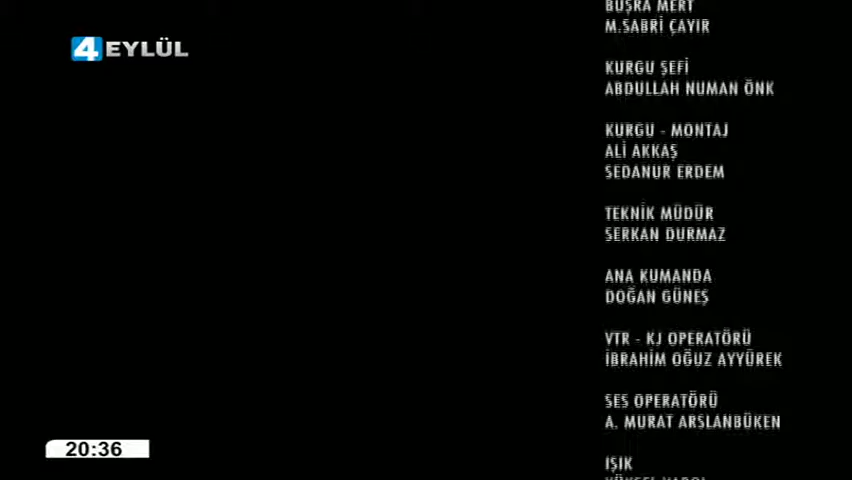 4 EYLÜL
BÜŞRA MERT
M.SABRİ ÇAYIR
KURGU ŞEFİ
ABDULLAH NUMAN ÖNK
KURGU - MONTAJ
ALİ AKKAŞ
SEDANUR ERDEM
TEKNİK MÜDÜR
SERKAN DURMAZ
ANA KUMANDA
DOĞAN GÜNEŞ
VTR - KJ OPERATÖRÜ
İBRAHİM OĞUZ AYYÜREK
SES OPERATÖRÜ
A. MURAT ARSLANBÜKEN
IŞIK
20:36